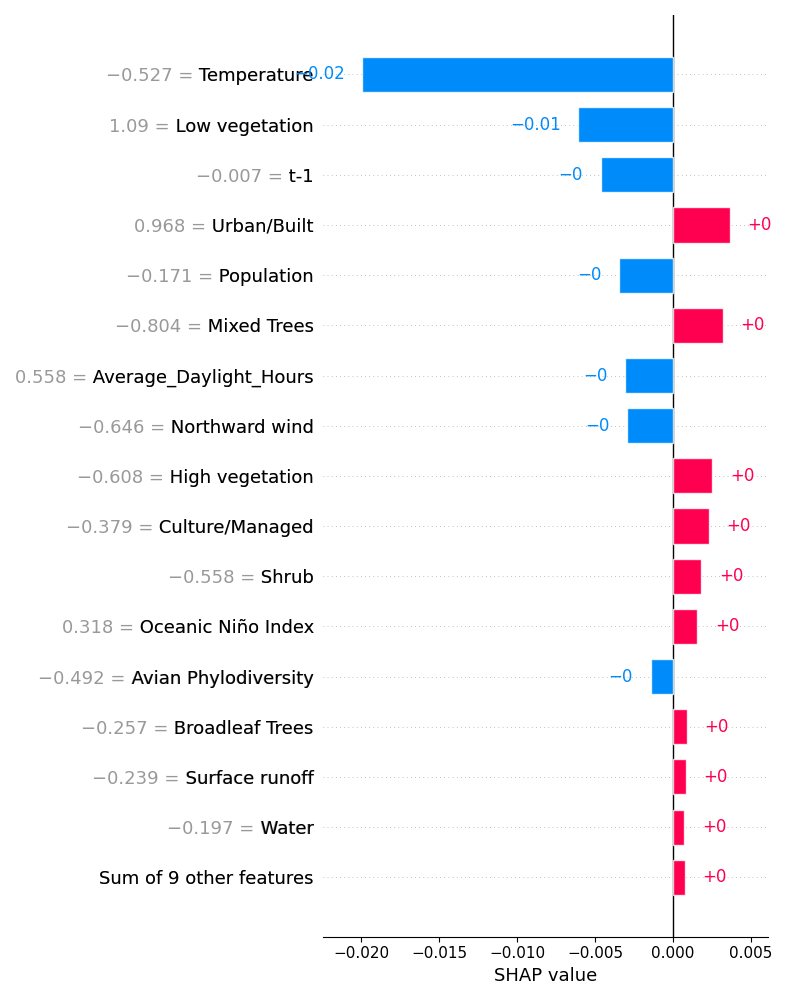 −0.527 = Temperature −0.02
1.09 = Low vegetation −0.01
−0.007 = t-1 −0
0.968 = Urban/Built +0
−0.171 = Population −0
−0.804 = Mixed Trees +0
0.558 = Average_Daylight_Hours −0
−0.646 = Northward wind −0
−0.608 = High vegetation +0
−0.379 = Culture/Managed +0
−0.558 = Shrub +0
0.318 = Oceanic Niño Index +0
−0.492 = Avian Phylodiversity −0
−0.257 = Broadleaf Trees +0
−0.239 = Surface runoff +0
−0.197 = Water +0
Sum of 9 other features +0
−0.020 −0.015 −0.010 −0.005 0.000 0.005
SHAP value